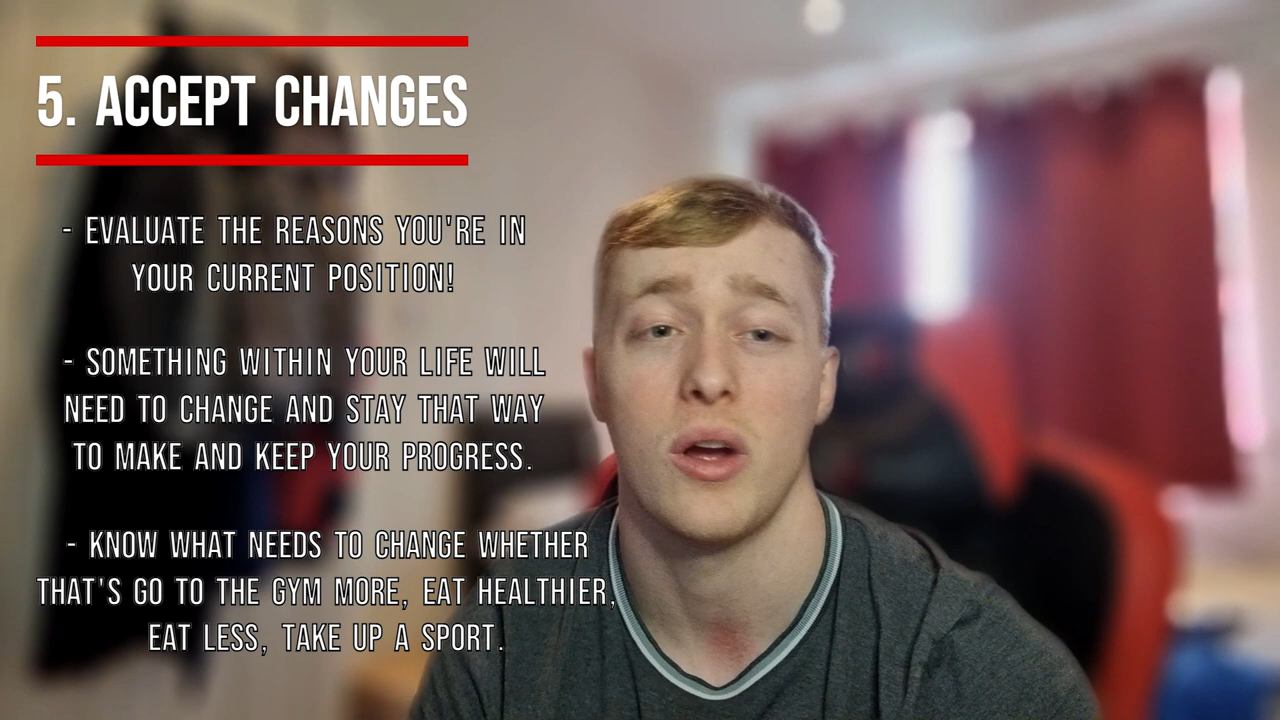 5. ACCEPT CHANGES
- EVALUATE THE REASONS YOU'RE IN
YOUR CURRENT POSITION!
- SOMETHING WITHIN YOUR LIFE WILL
NEED TO CHANGE AND STAY THAT WAY
TO MAKE AND KEEP YOUR PROGRESS.
- KNOW WHAT NEEDS TO CHANGE WHETHER
THAT'S GO TO THE GYM MORE, EAT HEALTHIER,
EAT LESS, TAKE UP A SPORT.